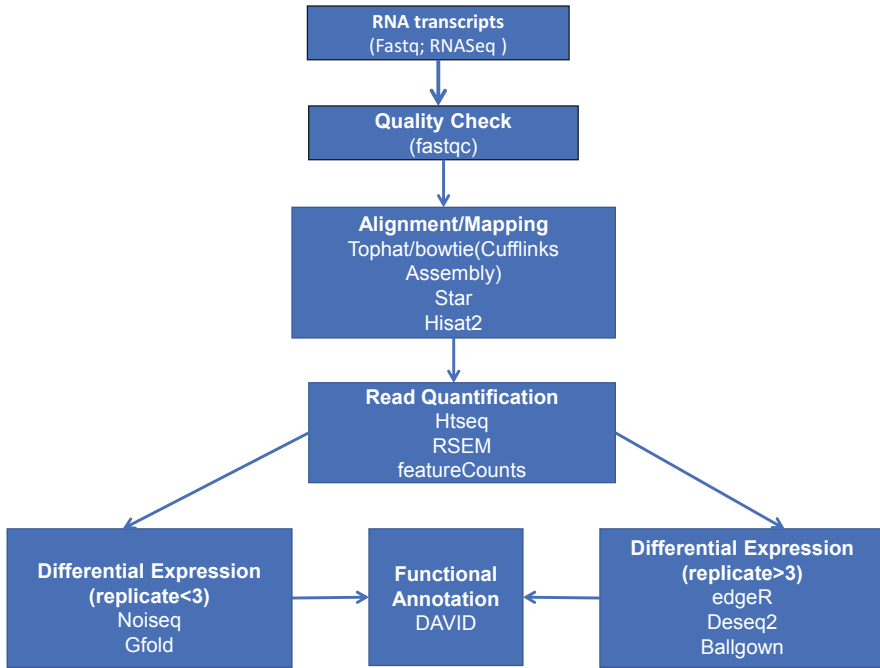 RNA transcripts
(Fastq; RNASeq )
Quality Check
(fastqc)
Alignment/Mapping
Tophat/bowtie(Cufflinks
Assembly)
Star
Hisat2
Read Quantification
Htseq
RSEM
featureCounts
Differential Expression
(replicate<3)
Noiseq
Gfold
Functional
Annotation
DAVID
Differential Expression
(replicate>3)
edgeR
Deseq2
Ballgown